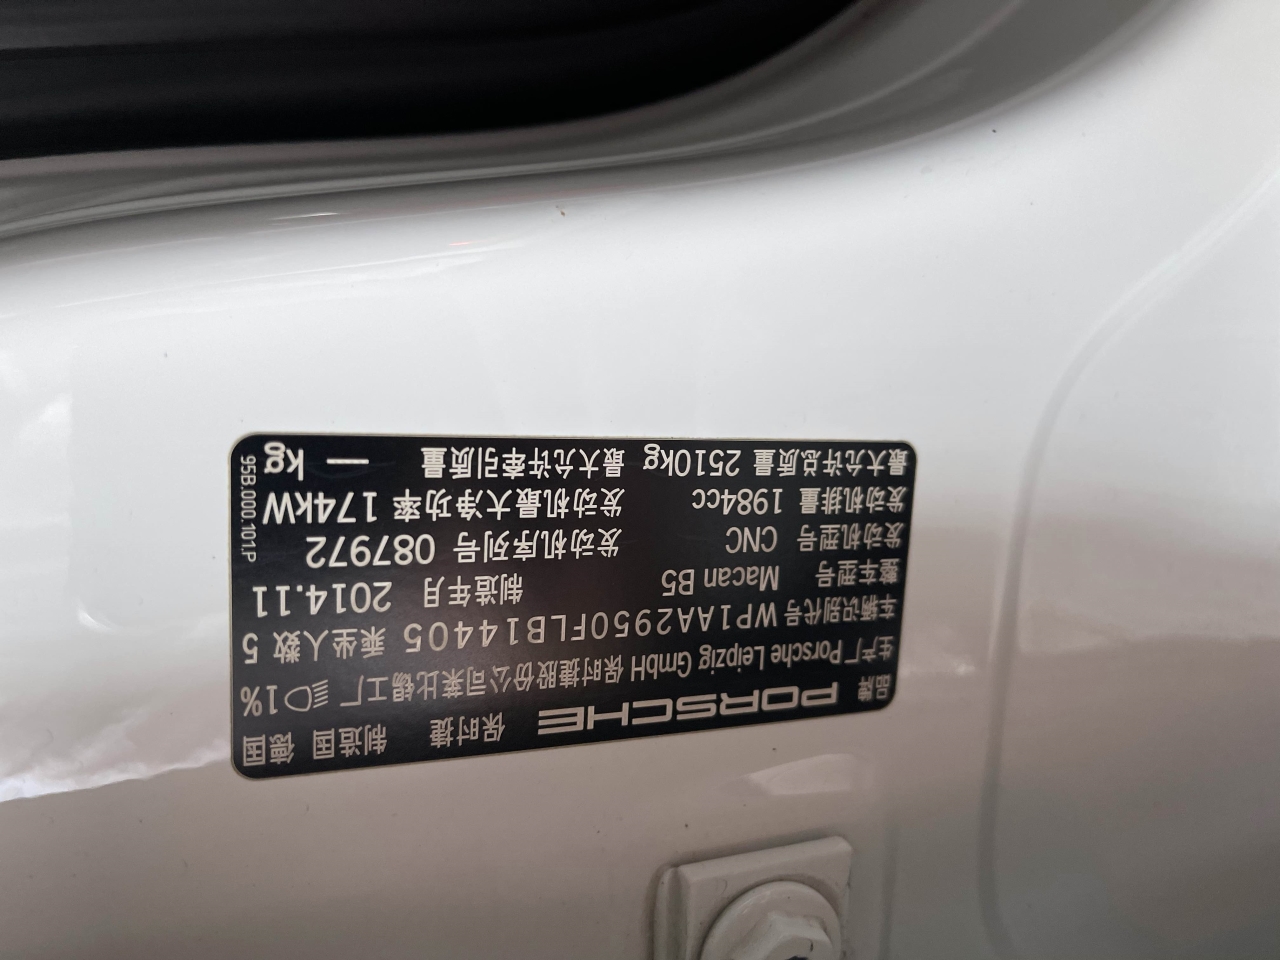 品牌 PORSCHE 保时捷 制造国 德国
生产厂 Porsche Leipzig GmbH 保时捷股份公司莱比锡工厂 1%
车辆识别代号 WP1AA2950FLB14405 乘坐人数 5
整车型号 Macan B5 制造年月 2014.11
发动机型号 CNC 发动机序列号 087972
发动机排量 1984cc 发动机最大净功率 174kW
最大允许总质量 2510kg 最大允许牵引质量 — kg
95B.000.101.P